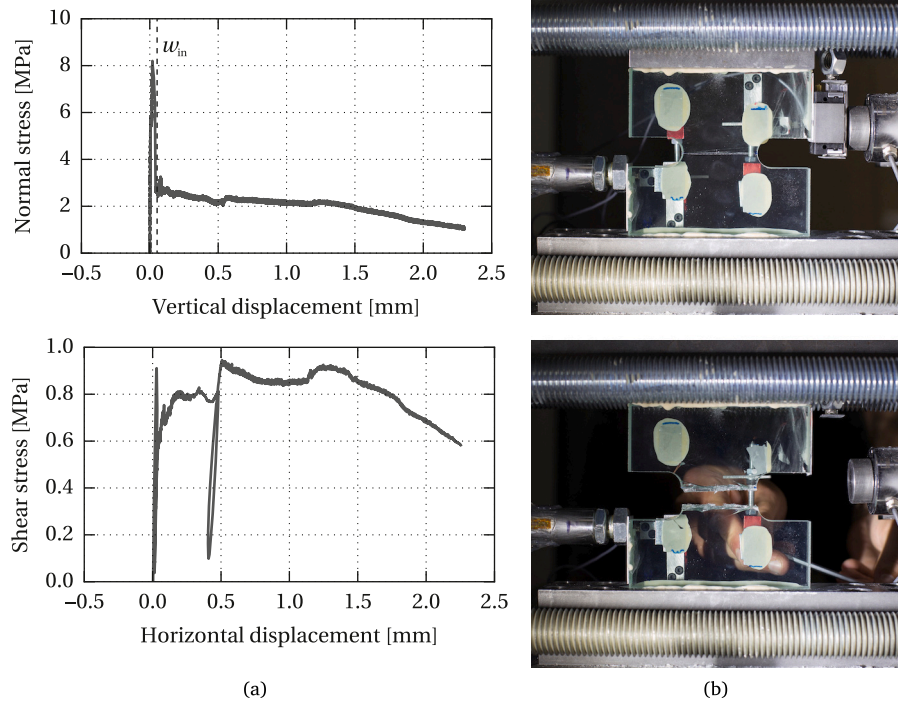 10
8
6
4
2
0
Normal stress [MPa]
w_in
−0.5 0.0 0.5 1.0 1.5 2.0 2.5
Vertical displacement [mm]
1.0
0.8
0.6
0.4
0.2
0.0
Shear stress [MPa]
−0.5 0.0 0.5 1.0 1.5 2.0 2.5
Horizontal displacement [mm]
(a)
(b)